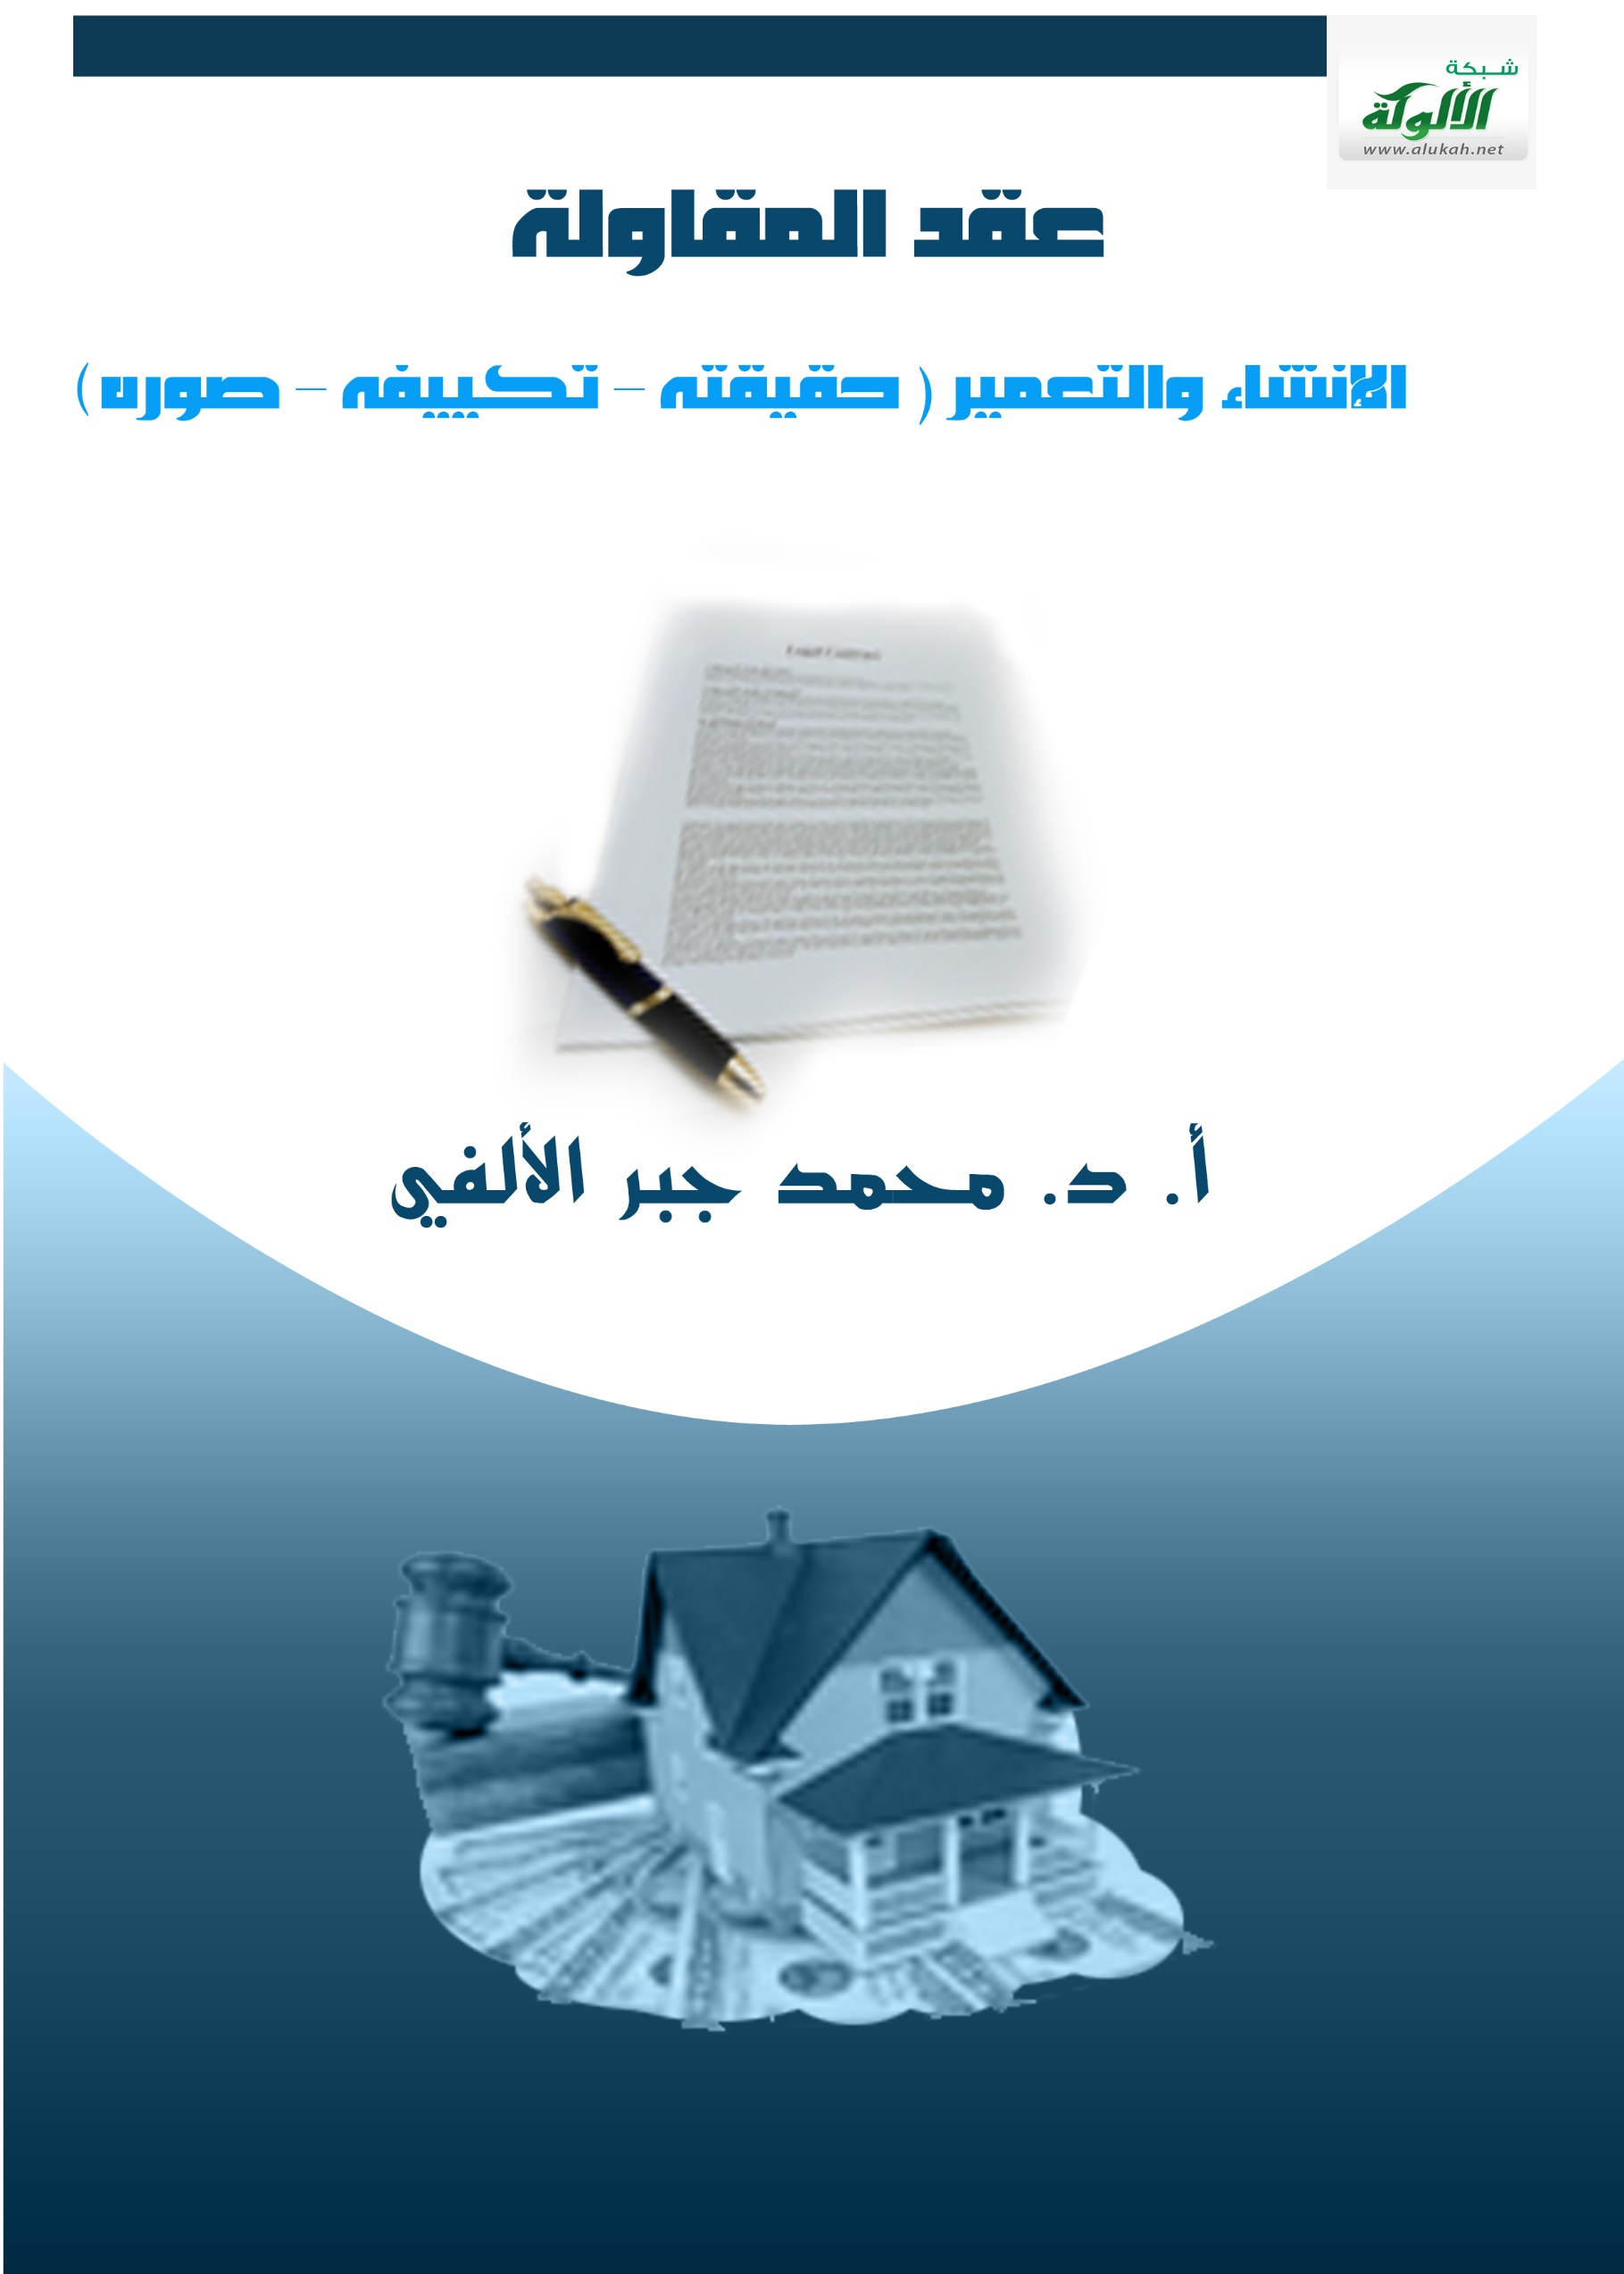 شبكة
الألوكة
www.alukah.net
عقد المقاولة
الإنشاء والتعمير ( حقيقته – تكييفه – صوره )
أ. د. محمد جبر الألفي